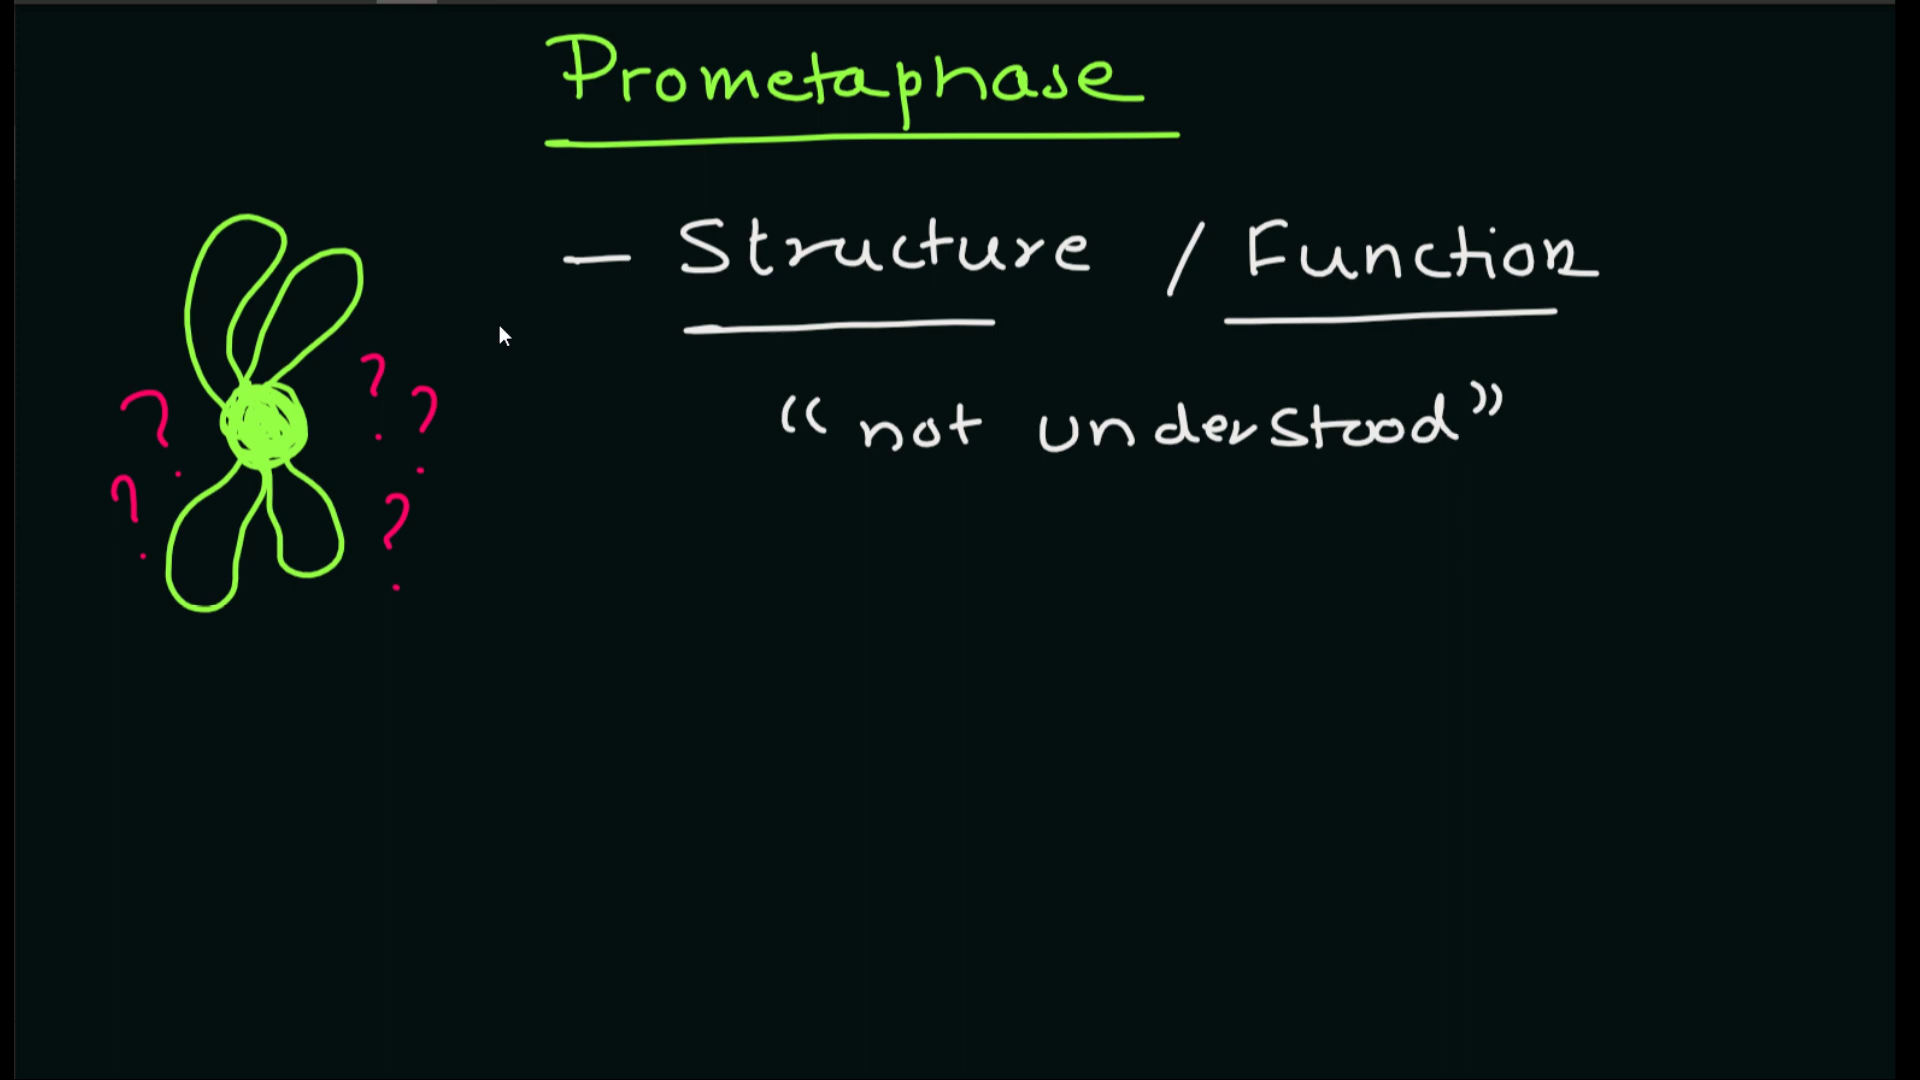 Prometaphase
- Structure / Function
? ? ? ? ?
"not understood"